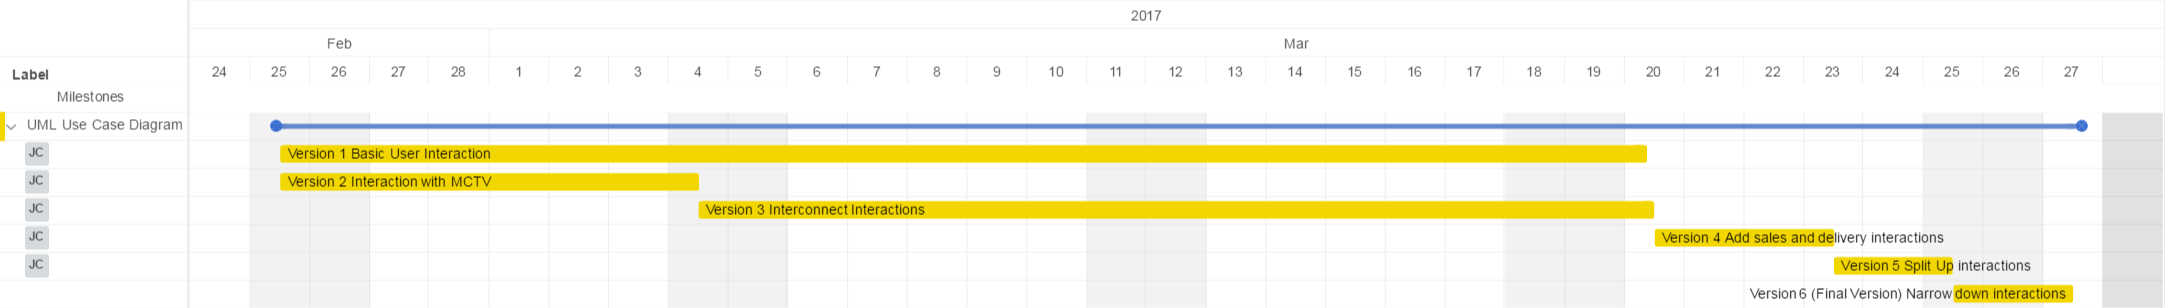 2017
Feb Mar
Label 24 25 26 27 28 1 2 3 4 5 6 7 8 9 10 11 12 13 14 15 16 17 18 19 20 21 22 23 24 25 26 27
Milestones
UML Use Case Diagram
JC Version 1 Basic User Interaction
JC Version 2 Interaction with MCTV
JC Version 3 Interconnect Interactions
JC Version 4 Add sales and delivery interactions
JC Version 5 Split Up interactions
Version 6 (Final Version) Narrow down interactions